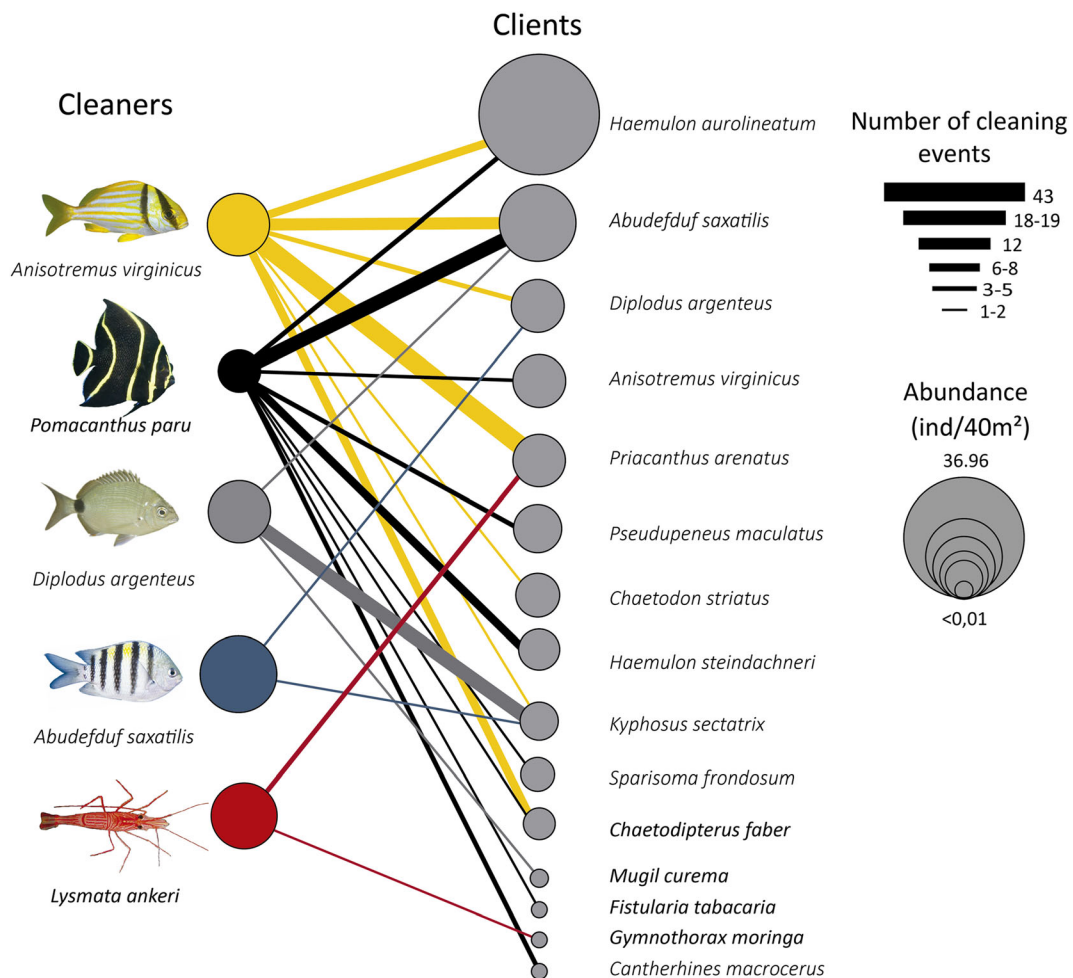 Clients
Cleaners
Anisotremus virginicus
Pomacanthus paru
Diplodus argenteus
Abudefduf saxatilis
Lysmata ankeri
Haemulon aurolineatum
Abudefduf saxatilis
Diplodus argenteus
Anisotremus virginicus
Priacanthus arenatus
Pseudupeneus maculatus
Chaetodon striatus
Haemulon steindachneri
Kyphosus sectatrix
Sparisoma frondosum
Chaetodipterus faber
Mugil curema
Fistularia tabacaria
Gymnothorax moringa
Cantherhines macrocerus
Number of cleaning
events
43
18-19
12
6-8
3-5
1-2
Abundance
(ind/40m²)
36.96
<0,01